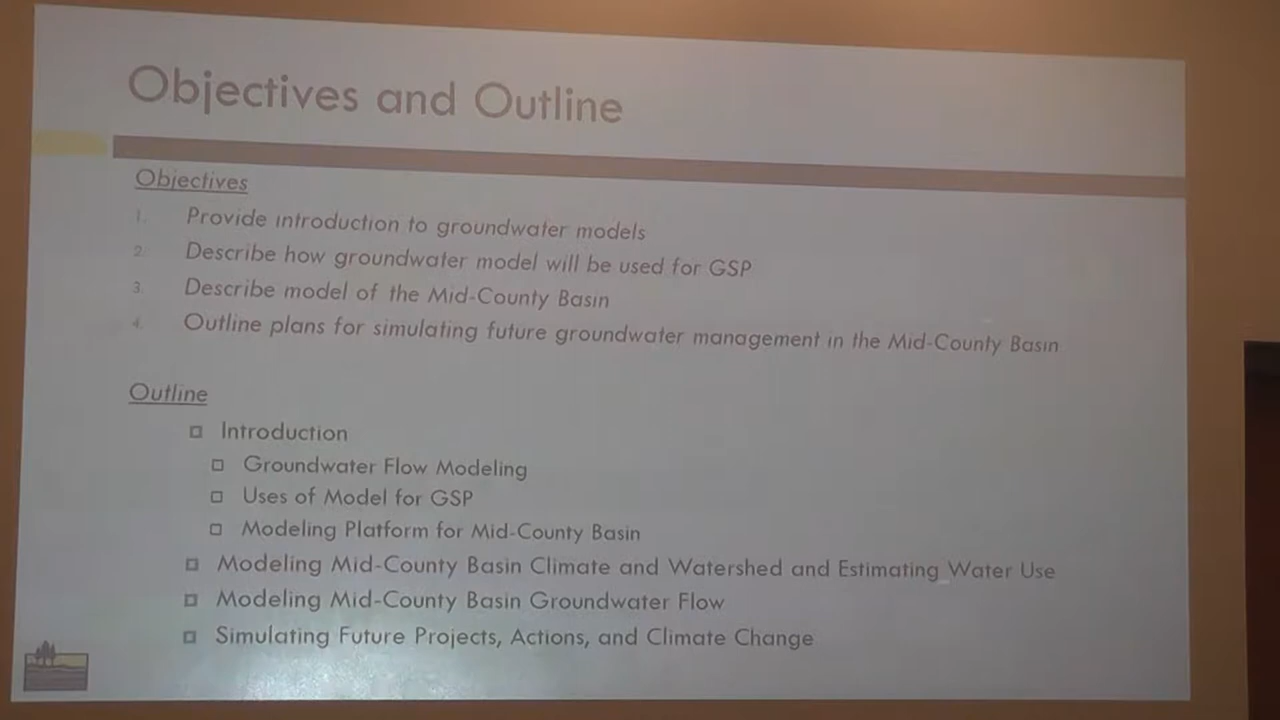 Objectives and Outline
Objectives
1. Provide introduction to groundwater models
2. Describe how groundwater model will be used for GSP
3. Describe model of the Mid-County Basin
4. Outline plans for simulating future groundwater management in the Mid-County Basin
Outline
Introduction
Groundwater Flow Modeling
Uses of Model for GSP
Modeling Platform for Mid-County Basin
Modeling Mid-County Basin Climate and Watershed and Estimating Water Use
Modeling Mid-County Basin Groundwater Flow
Simulating Future Projects, Actions, and Climate Change